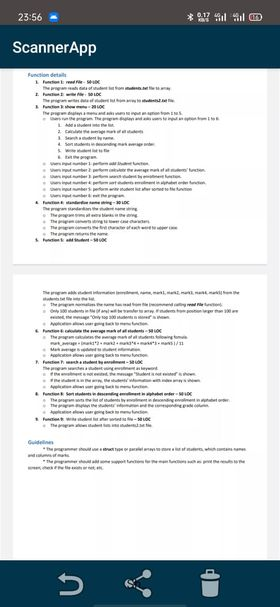 23:56
0.17 KB/S 4G 4G 16
ScannerApp
Function details
1. Function 1: read File - 50 LOC
The program reads data of student list from students.txt file to array.
2. Function 2: write File - 50 LOC
The program writes data of student list from array to students2.txt file.
3. Function 3: show menu – 20 LOC
The program displays a menu and asks users to input an option from 1 to 5.
o Users run the program. The program displays and asks users to input an option from 1 to 6.
1. Add a student into the list.
2. Calculate the average mark of all students
3. Search a student by name.
4. Sort students in descending mark average order.
5. Write student list to file
6. Exit the program.
o Users input number 1: perform add Student function.
o Users input number 2: perform calculate the average mark of all students' function.
o Users input number 3: perform search student by enrollment function.
o Users input number 4: perform sort students enrollment in alphabet order function.
o Users input number 5: perform write student list after sorted to file function
o Users input number 6: exit the program.
4. Function 4: standardize name string – 30 LOC
The program standardizes the student name string.
o The program trims all extra blanks in the string.
o The program converts string to lower-case characters.
o The program converts the first character of each word to upper case.
o The program returns the name.
5. Function 5: add Student – 50 LOC
The program adds student information (enrollment, name, mark1, mark2, mark3, mark4, mark5) from the
students.txt file into the list.
o The program normalizes the name read from file (recommend calling read File function).
o Only 100 students in file (if any) will be transfer to array. If students from position larger than 100 are
existed, the message "Only top 100 students is stored" is shown.
o Application allows user going back to menu function.
6. Function 6: calculate the average mark of all students – 50 LOC
o The program calculates the average mark of all students following fomula.
mark_average = (mark1*2 + mark2 + mark3*4 + mark4*3 + mark5 ) / 11
o Mark average is updated to student information.
o Application allows user going back to menu function.
7. Function 7: search a student by enrollment – 50 LOC
The program searches a student using enrollment as keyword.
o If the enrollment is not existed, the message "Student is not existed" is shown.
o If the student is in the array, the students' information with index array is shown.
o Application allows user going back to menu function.
8. Function 8: Sort students in descending enrollment in alphabet order – 50 LOC
o The program sorts the list of students by enrollment in descending enrollment in alphabet order.
o The program displays the students' information and the corresponding grade column.
o Application allows user going back to menu function.
9. Function 9: Write student list after sorted to file – 50 LOC
o The program allows student lists into students2.txt file.
Guidelines
* The programmer should use a struct type or parallel arrays to store a list of students, which contains names
and columns of marks.
* The programmer should add some support functions for the main functions such as: print the results to the
screen; check if the file exists or not; etc.